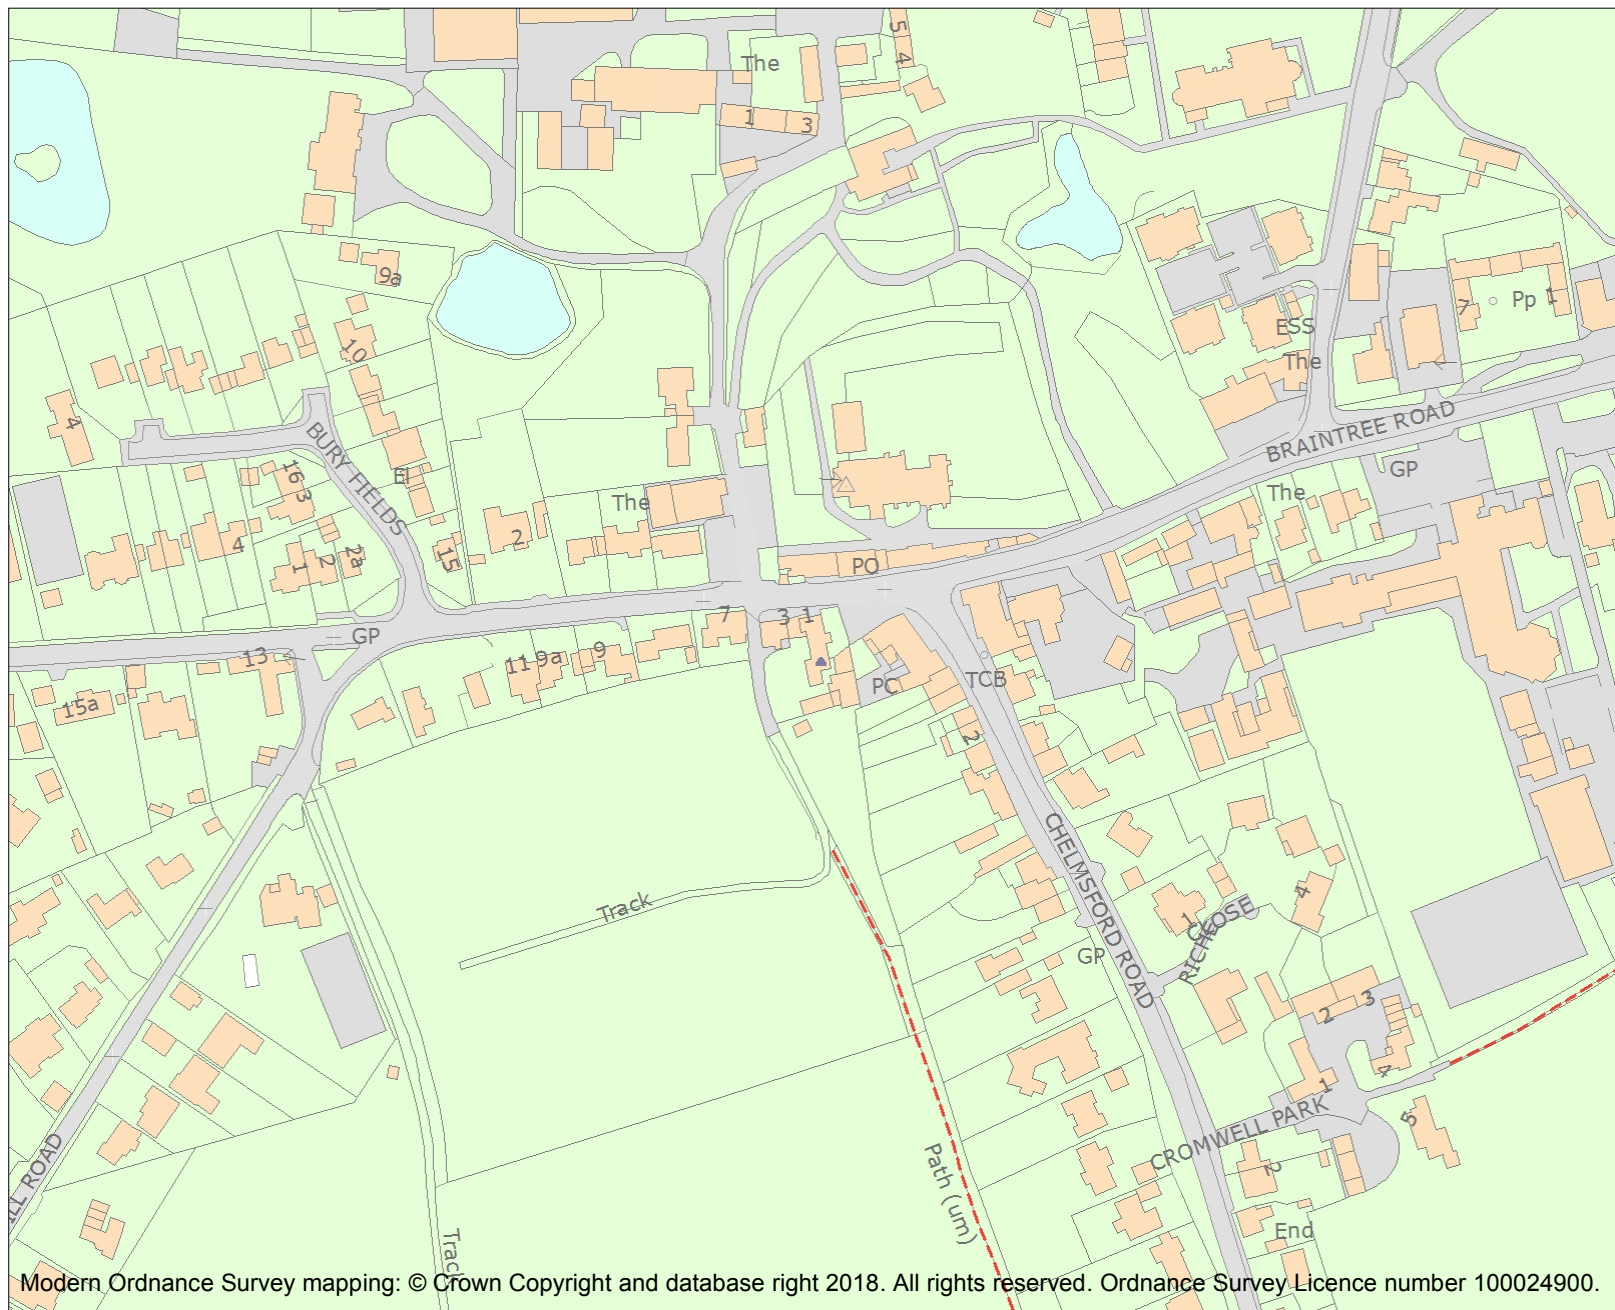 The
5
4
1
3
9a
10
4
BURY FIELDS
El
16
3
4
1
2
2a
15
2
The
PO
ESS
The
7
Pp
1
BRAINTREE ROAD
GP
The
GP
13
15a
11
9a
9
7
3
1
PC
TCB
2
CHELMSFORD ROAD
GP
Track
1
RICHE CLOSE
4
2
3
1
4
5
CROMWELL PARK
2
End
Path (um)
Track
ILL ROAD
Modern Ordnance Survey mapping: © Crown Copyright and database right 2018. All rights reserved. Ordnance Survey Licence number 100024900.